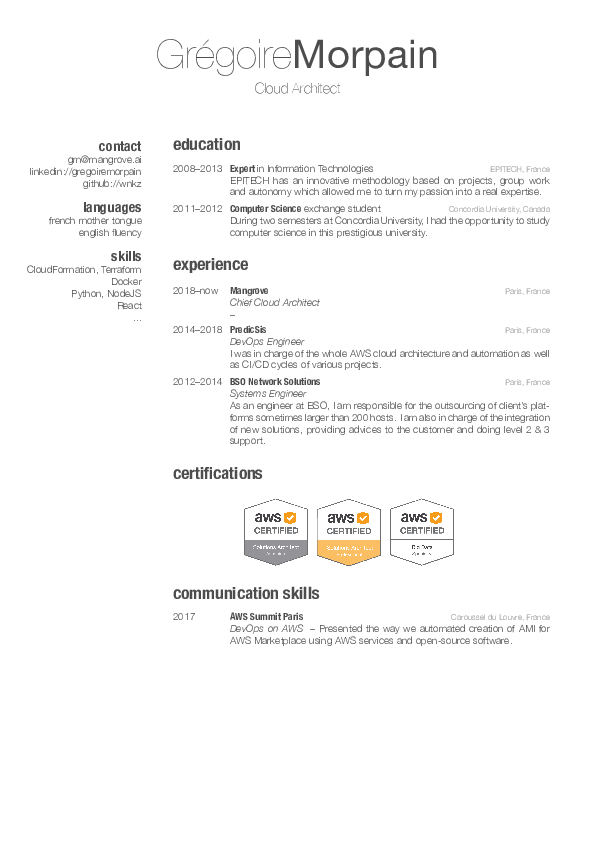 GrégoireMorpain
Cloud Architect
contact
gm@mangrove.ai
linkedin://gregoiremorpain
github://wnkz
languages
french mother tongue
english fluency
skills
CloudFormation, Terraform
Docker
Python, NodeJS
React
...
education
2008–2013 Expert in Information Technologies EPITECH, France
EPITECH has an innovative methodology based on projects, group work
and autonomy which allowed me to turn my passion into a real expertise.
2011–2012 Computer Science exchange student Concordia University, Canada
During two semesters at Concordia University, I had the opportunity to study
computer science in this prestigious university.
experience
2018–now Mangrove Paris, France
Chief Cloud Architect
–
2014–2018 PredicSis Paris, France
DevOps Engineer
I was in charge of the whole AWS cloud architecture and automation as well
as CI/CD cycles of various projects.
2012–2014 BSO Network Solutions Paris, France
Systems Engineer
As an engineer at BSO, I am responsible for the outsourcing of client's plat-
forms sometimes larger than 200 hosts. I am also in charge of the integration
of new solutions, providing advices to the customer and doing level 2 & 3
support.
certifications
aws aws aws
CERTIFIED CERTIFIED CERTIFIED
Solutions Architect Solutions Architect Big Data
communication skills
2017 AWS Summit Paris Caroussel du Louvre, France
DevOps on AWS – Presented the way we automated creation of AMI for
AWS Marketplace using AWS services and open-source software.